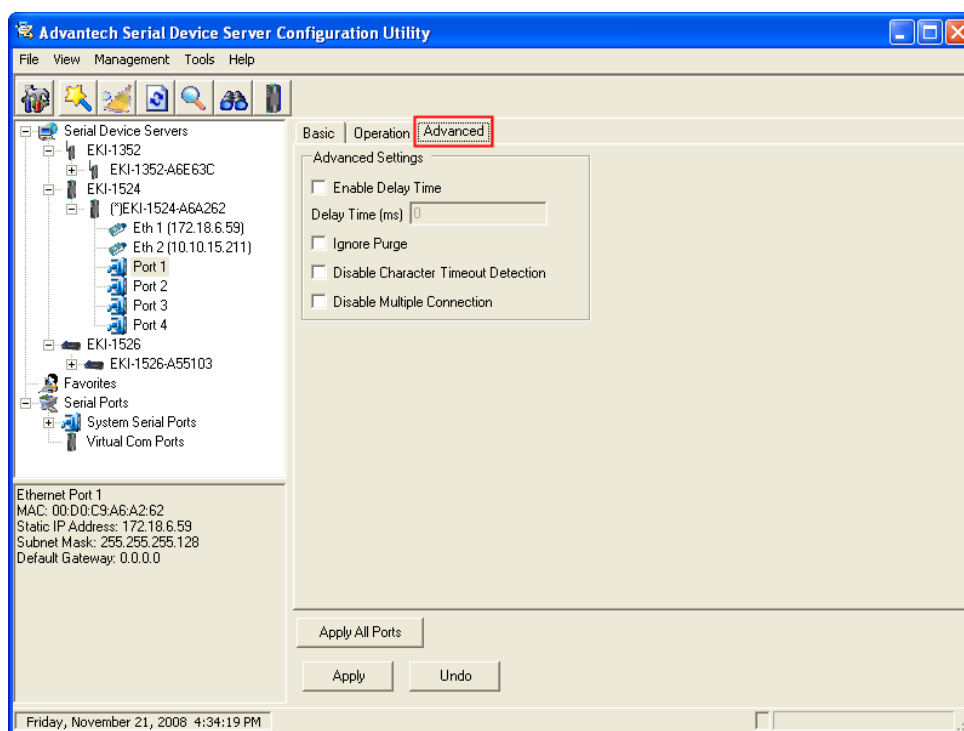 Advantech Serial Device Server Configuration Utility
File View Management Tools Help
Serial Device Servers
EKI-1352
EKI-1352-A6E63C
EKI-1524
(*)EKI-1524-A6A262
Eth 1 (172.18.6.59)
Eth 2 (10.10.15.211)
Port 1
Port 2
Port 3
Port 4
EKI-1526
EKI-1526-A55103
Favorites
Serial Ports
System Serial Ports
Virtual Com Ports
Ethernet Port 1
MAC: 00:D0:C9:A6:A2:62
Static IP Address: 172.18.6.59
Subnet Mask: 255.255.255.128
Default Gateway: 0.0.0.0
Basic Operation Advanced
Advanced Settings
Enable Delay Time
Delay Time (ms) 0
Ignore Purge
Disable Character Timeout Detection
Disable Multiple Connection
Apply All Ports
Apply Undo
Friday, November 21, 2008 4:34:19 PM